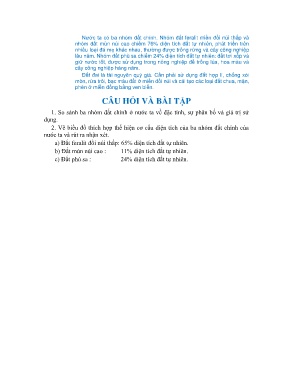 Nước ta có ba nhóm đất chính. Nhóm đất feralit miền đồi núi thấp và
nhóm đất mùn núi cao chiếm 76% diện tích đất tự nhiên, phát triển trên
nhiều loại đá mẹ khác nhau, thường được trồng rừng và cây công nghiệp
lâu năm. Nhóm đất phù sa chiếm 24% diện tích đất tự nhiên; đất tơi xốp và
giữ nước tốt, được sử dụng trong nông nghiệp để trồng lúa, hoa màu và
cây công nghiệp hàng năm.
Đất đai là tài nguyên quý giá. Cần phải sử dụng đất hợp lí, chống xói
mòn, rửa trôi, bạc màu đất ở miền đồi núi và cải tạo các loại đất chua, mặn,
phèn ở miền đồng bằng ven biển.
CÂU HỎI VÀ BÀI TẬP
1. So sánh ba nhóm đất chính ở nước ta về đặc tính, sự phân bố và giá trị sử
dụng.
2. Vẽ biểu đồ thích hợp thể hiện cơ cấu diện tích của ba nhóm đất chính của
nước ta và rút ra nhận xét.
a) Đất feralit đồi núi thấp: 65% diện tích đất tự nhiên.
b) Đất mùn núi cao : 11% diện tích đất tự nhiên.
c) Đất phù sa : 24% diện tích đất tự nhiên.